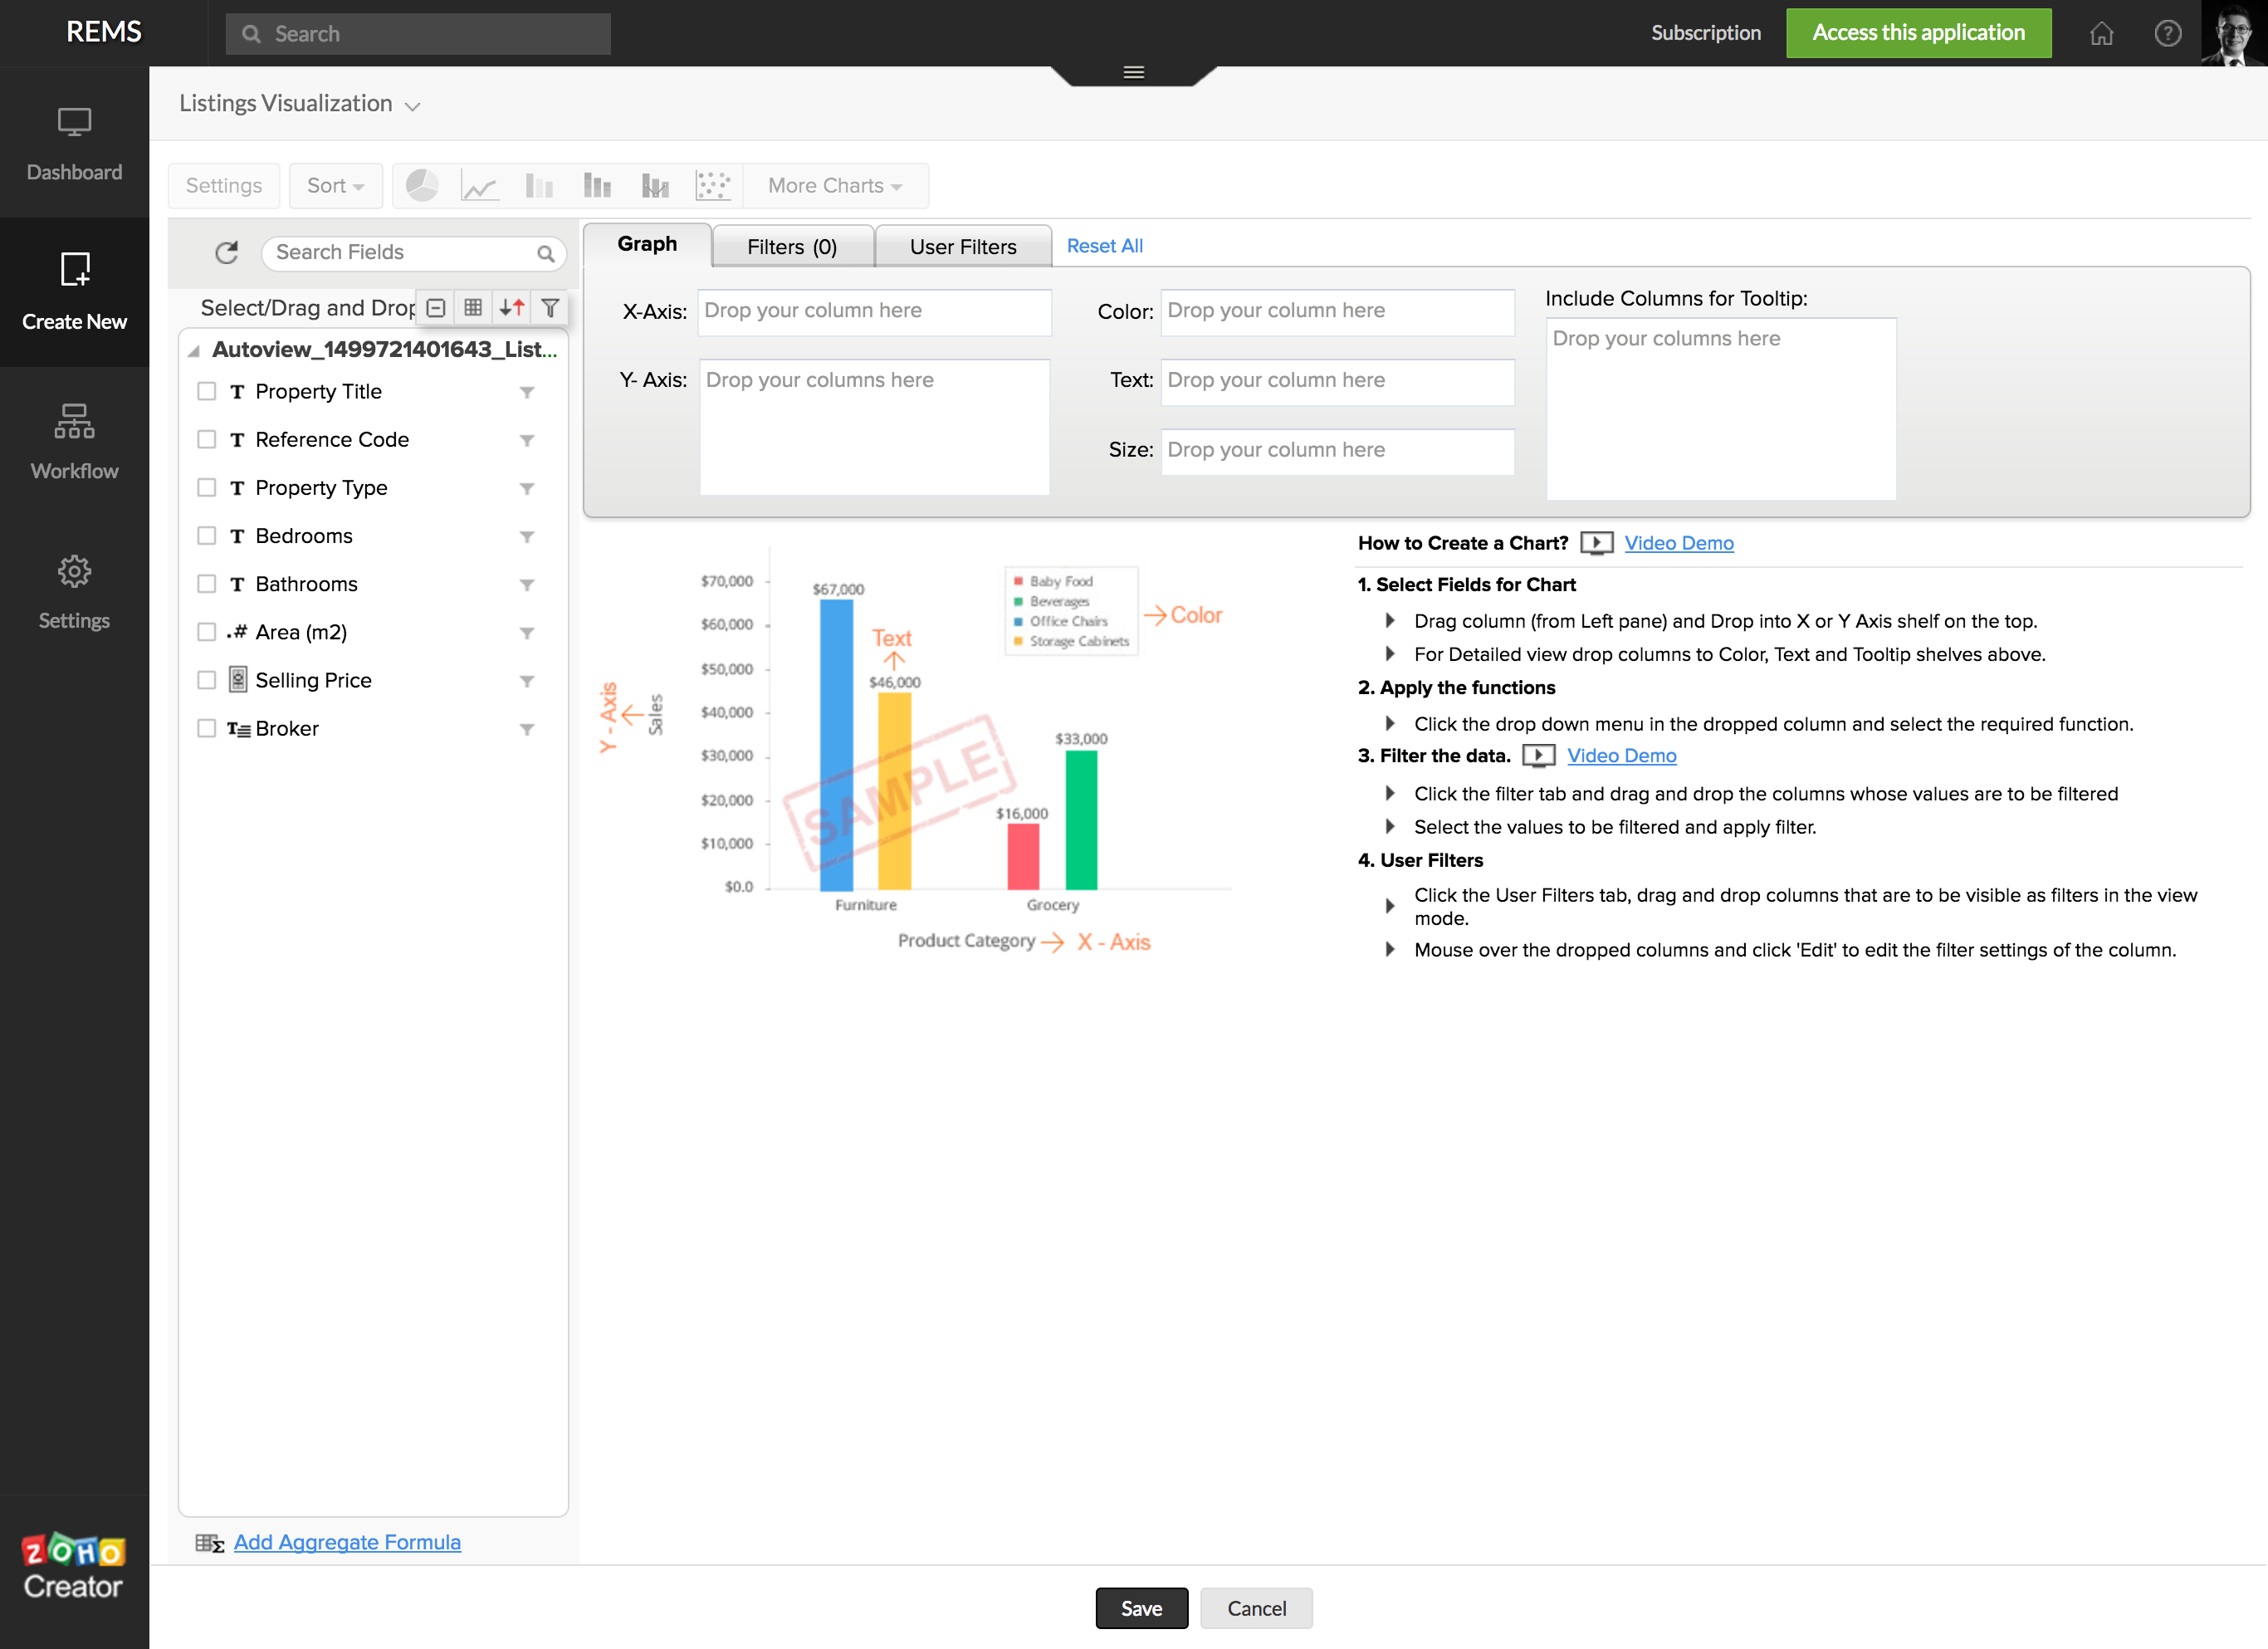 REMS
Search
Subscription
Access this application
Listings Visualization
Dashboard
Create New
Workflow
Settings
Settings
Sort
More Charts
Search Fields
Graph
Filters (0)
User Filters
Reset All
Select/Drag and Drop
Autoview_1499721401643_List...
T Property Title
T Reference Code
T Property Type
T Bedrooms
T Bathrooms
.# Area (m2)
Selling Price
T Broker
Add Aggregate Formula
X-Axis: Drop your column here
Y- Axis: Drop your columns here
Color: Drop your column here
Text: Drop your column here
Size: Drop your column here
Include Columns for Tooltip:
Drop your columns here
$70,000
$60,000
$50,000
$40,000
$30,000
$20,000
$10,000
$0.0
Y - Axis
Sales
$67,000
Text
$46,000
$16,000
$33,000
Baby Food
Beverages
Office Chairs
Storage Cabinets
Color
SAMPLE
Furniture
Grocery
Product Category
X - Axis
How to Create a Chart? Video Demo
1. Select Fields for Chart
Drag column (from Left pane) and Drop into X or Y Axis shelf on the top.
For Detailed view drop columns to Color, Text and Tooltip shelves above.
2. Apply the functions
Click the drop down menu in the dropped column and select the required function.
3. Filter the data. Video Demo
Click the filter tab and drag and drop the columns whose values are to be filtered
Select the values to be filtered and apply filter.
4. User Filters
Click the User Filters tab, drag and drop columns that are to be visible as filters in the view
mode.
Mouse over the dropped columns and click 'Edit' to edit the filter settings of the column.
ZOHO
Creator
Save
Cancel